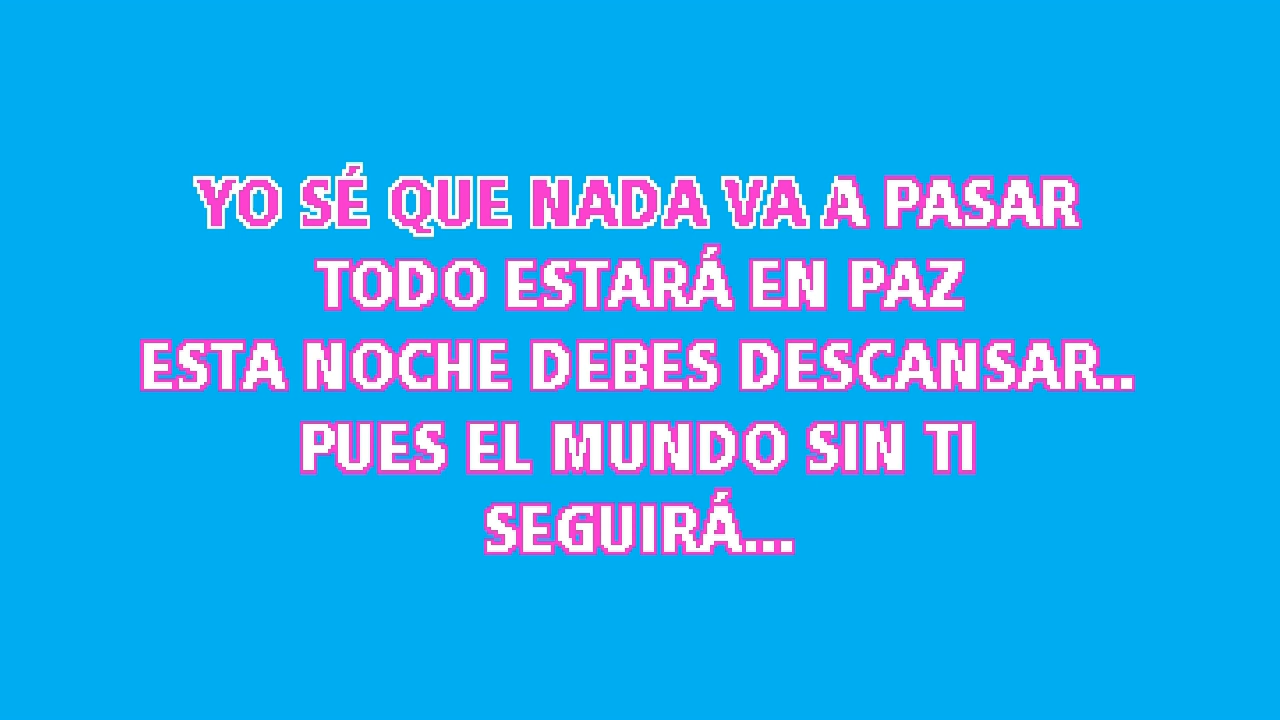 YO SÉ QUE NADA VA A PASAR
TODO ESTARÁ EN PAZ
ESTA NOCHE DEBES DESCANSAR..
PUES EL MUNDO SIN TI
SEGUIRÁ...